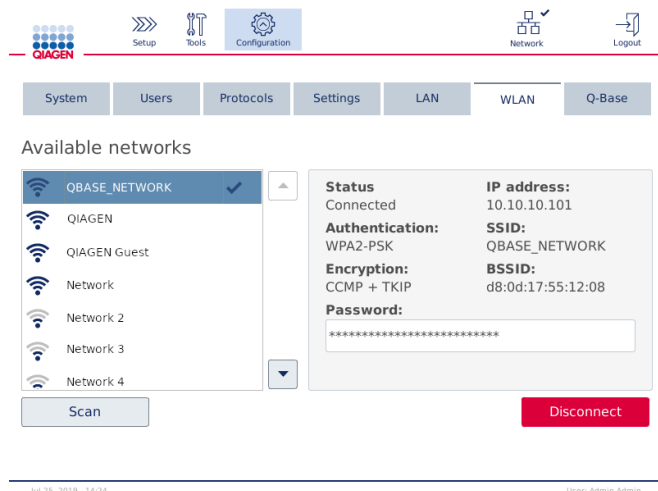 QIAGEN
Setup
Tools
Configuration
Network
Logout
System Users Protocols Settings LAN WLAN Q-Base
Available networks
QBASE_NETWORK
QIAGEN
QIAGEN Guest
Network
Network 2
Network 3
Network 4
Status
Connected
Authentication:
WPA2-PSK
Encryption:
CCMP + TKIP
IP address:
10.10.10.101
SSID:
QBASE_NETWORK
BSSID:
d8:0d:17:55:12:08
Password:
**************************
Scan
Disconnect